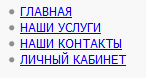 ГЛАВНАЯ
НАШИ УСЛУГИ
НАШИ КОНТАКТЫ
ЛИЧНЫЙ КАБИНЕТ